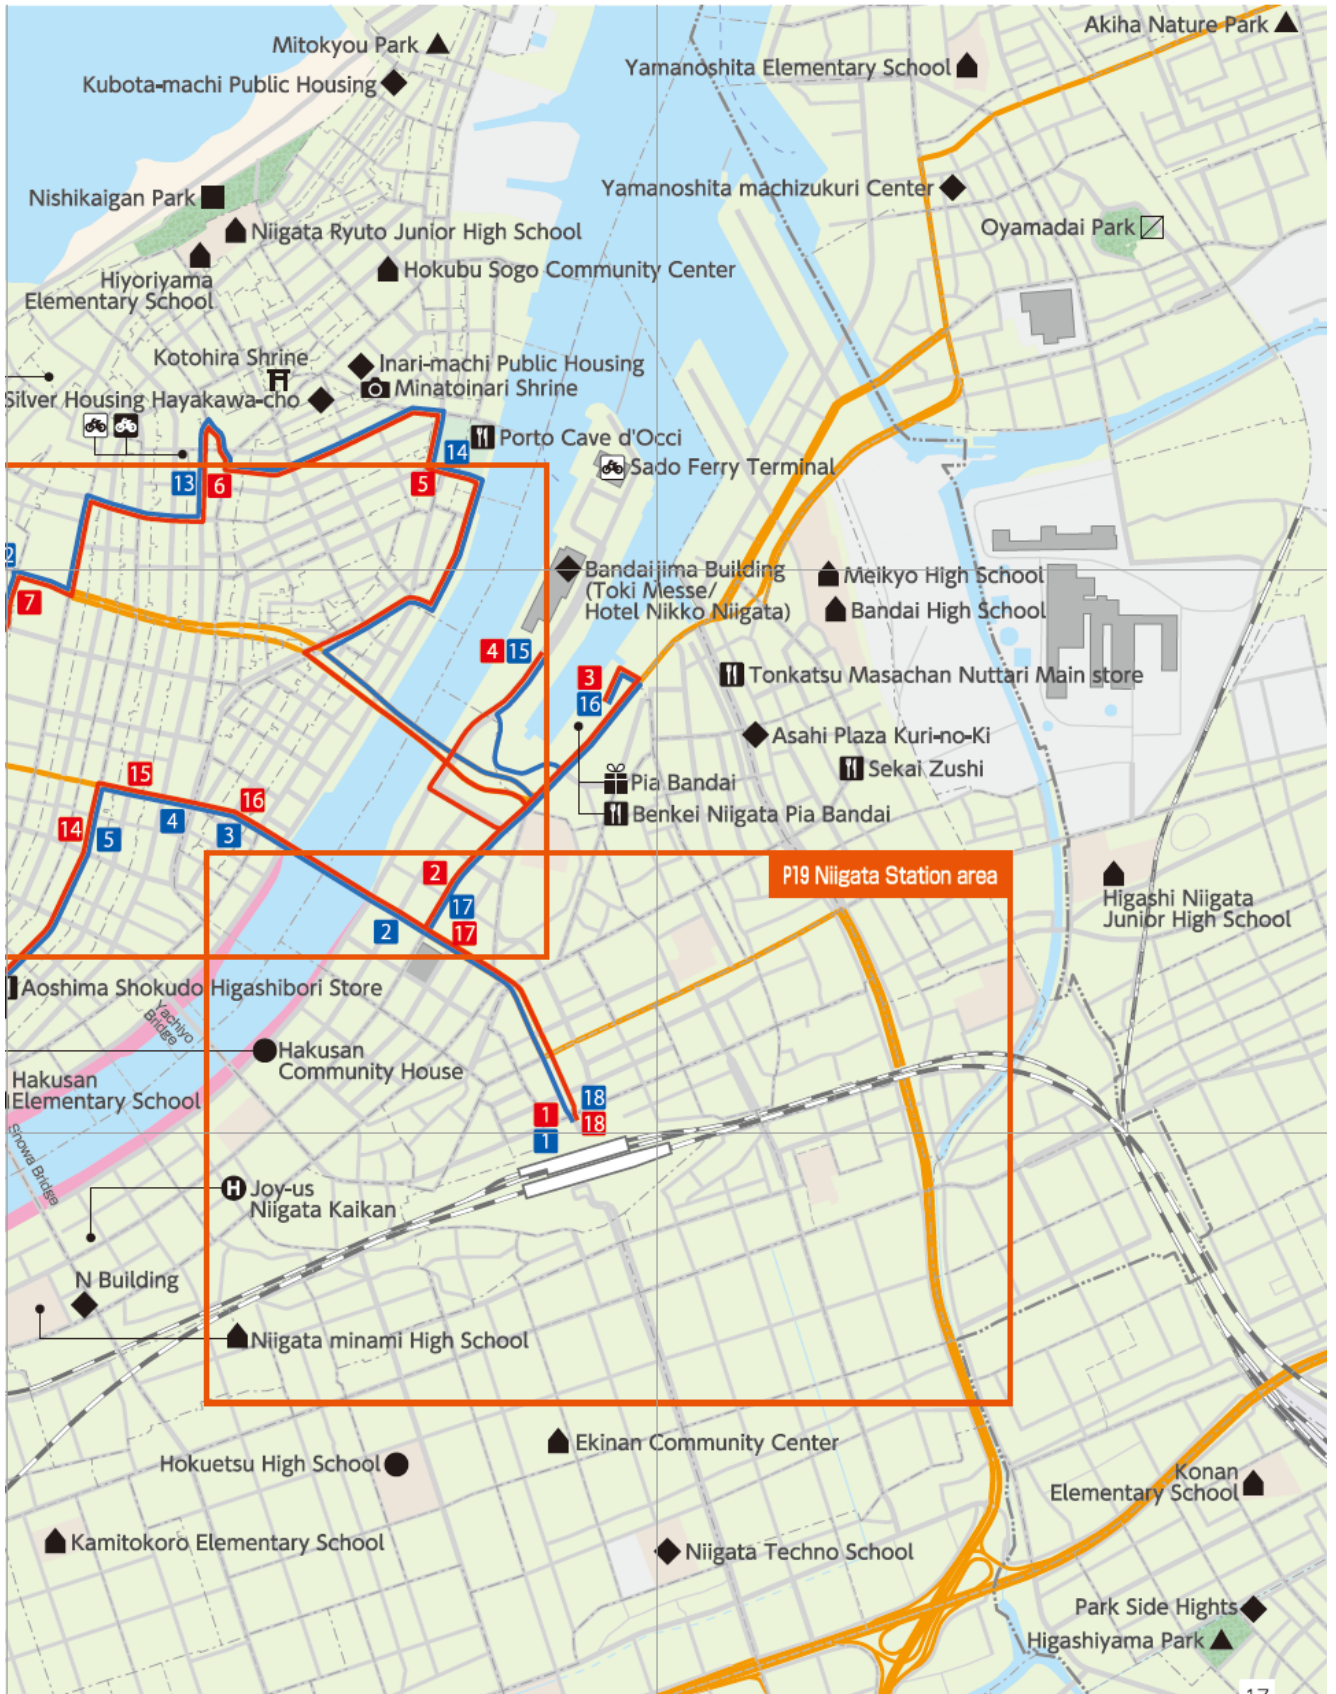 Akiha Nature Park
Mitokyou Park
Yamanoshita Elementary School
Kubota-machi Public Housing
Yamanoshita machizukuri Center
Nishikaigan Park
Oyamadai Park
Niigata Ryuto Junior High School
Hiyoriyama
Elementary School
Hokubu Sogo Community Center
Kotohira Shrine
Inari-machi Public Housing
Minatoinari Shrine
Silver Housing Hayakawa-cho
Porto Cave d'Occi
14
Sado Ferry Terminal
13
6
5
2
7
Bandaijima Building
(Toki Messe/
Hotel Nikko Niigata)
Meikyo High School
Bandai High School
4
15
3
16
Tonkatsu Masachan Nuttari Main store
Asahi Plaza Kuri-no-Ki
Sekai Zushi
Pia Bandai
Benkei Niigata Pia Bandai
15
4
16
3
14
5
2
17
2
17
P19 Niigata Station area
Higashi Niigata
Junior High School
Aoshima Shokudo Higashibori Store
Yachiyo
Bridge
Hakusan
Community House
Hakusan
Elementary School
1
18
1
18
Showa Bridge
H
Joy-us
Niigata Kaikan
N Building
Niigata minami High School
Ekinan Community Center
Hokuetsu High School
Konan
Elementary School
Kamitokoro Elementary School
Niigata Techno School
Park Side Hights
Higashiyama Park
17